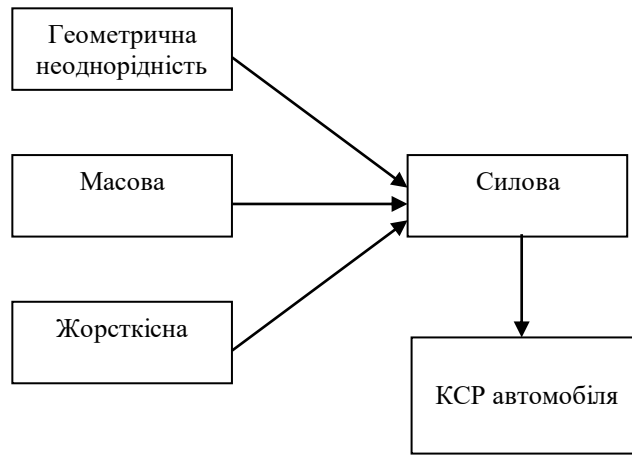 Геометрична
неоднорідність
Масова
Силова
Жорсткісна
КСР автомобіля